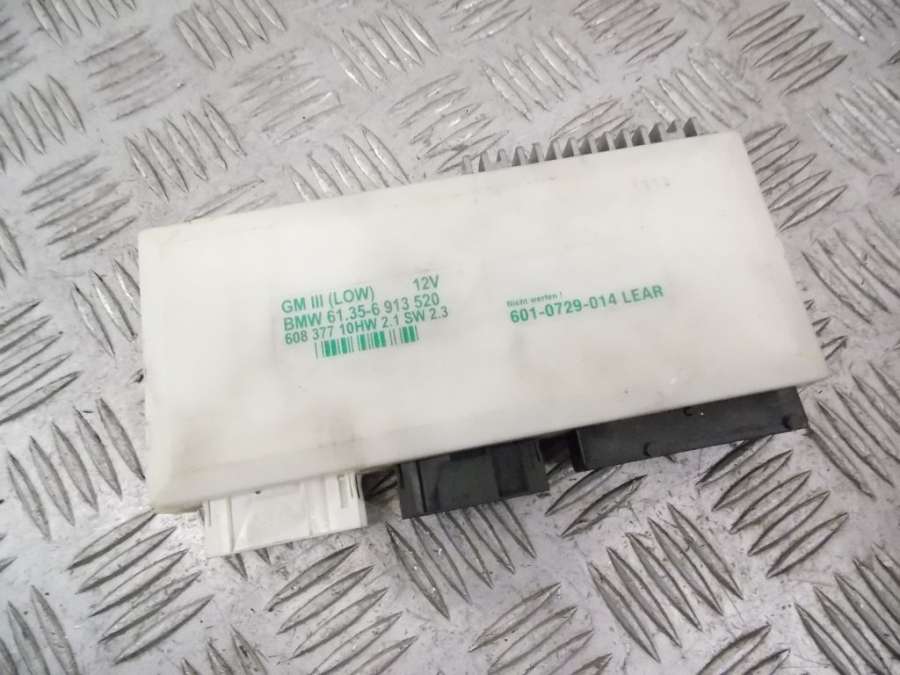 GM III (LOW) 12V
BMW 61.35-6 913 520
608 377 10HW 2.1 SW 2.3
Nicht werfen !
601-0729-014 LEAR